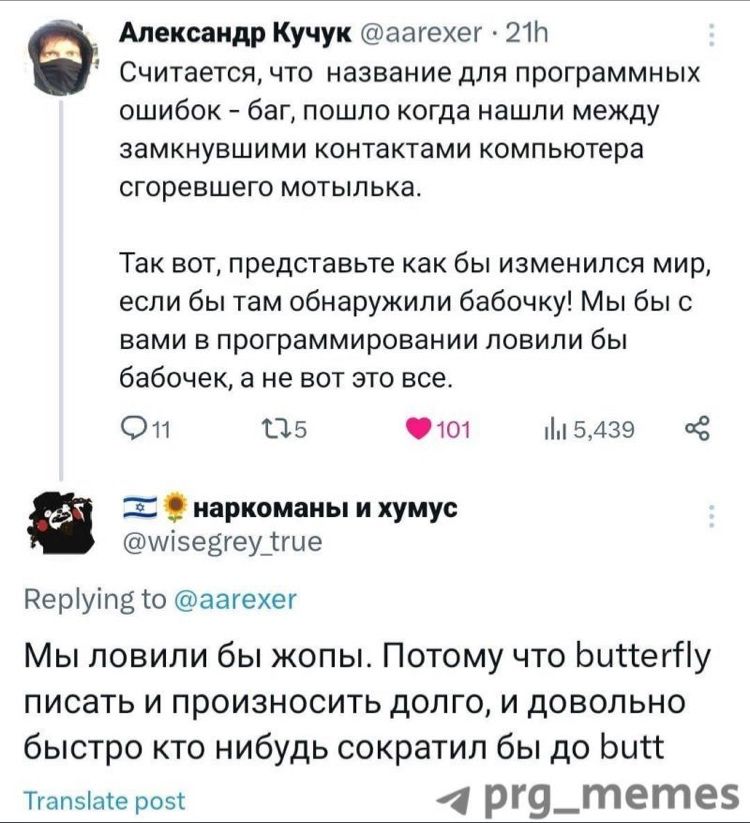 Александр Кучук @aarexer · 21h
Считается, что название для программных
ошибок - баг, пошло когда нашли между
замкнувшими контактами компьютера
сгоревшего мотылька.
Так вот, представьте как бы изменился мир,
если бы там обнаружили бабочку! Мы бы с
вами в программировании ловили бы
бабочек, а не вот это все.
11 5 101 5,439
наркоманы и хумус
@wisegrey_true
Replying to @aarexer
Мы ловили бы жопы. Потому что butterfly
писать и произносить долго, и довольно
быстро кто нибудь сократил бы до butt
Translate post
prg_memes